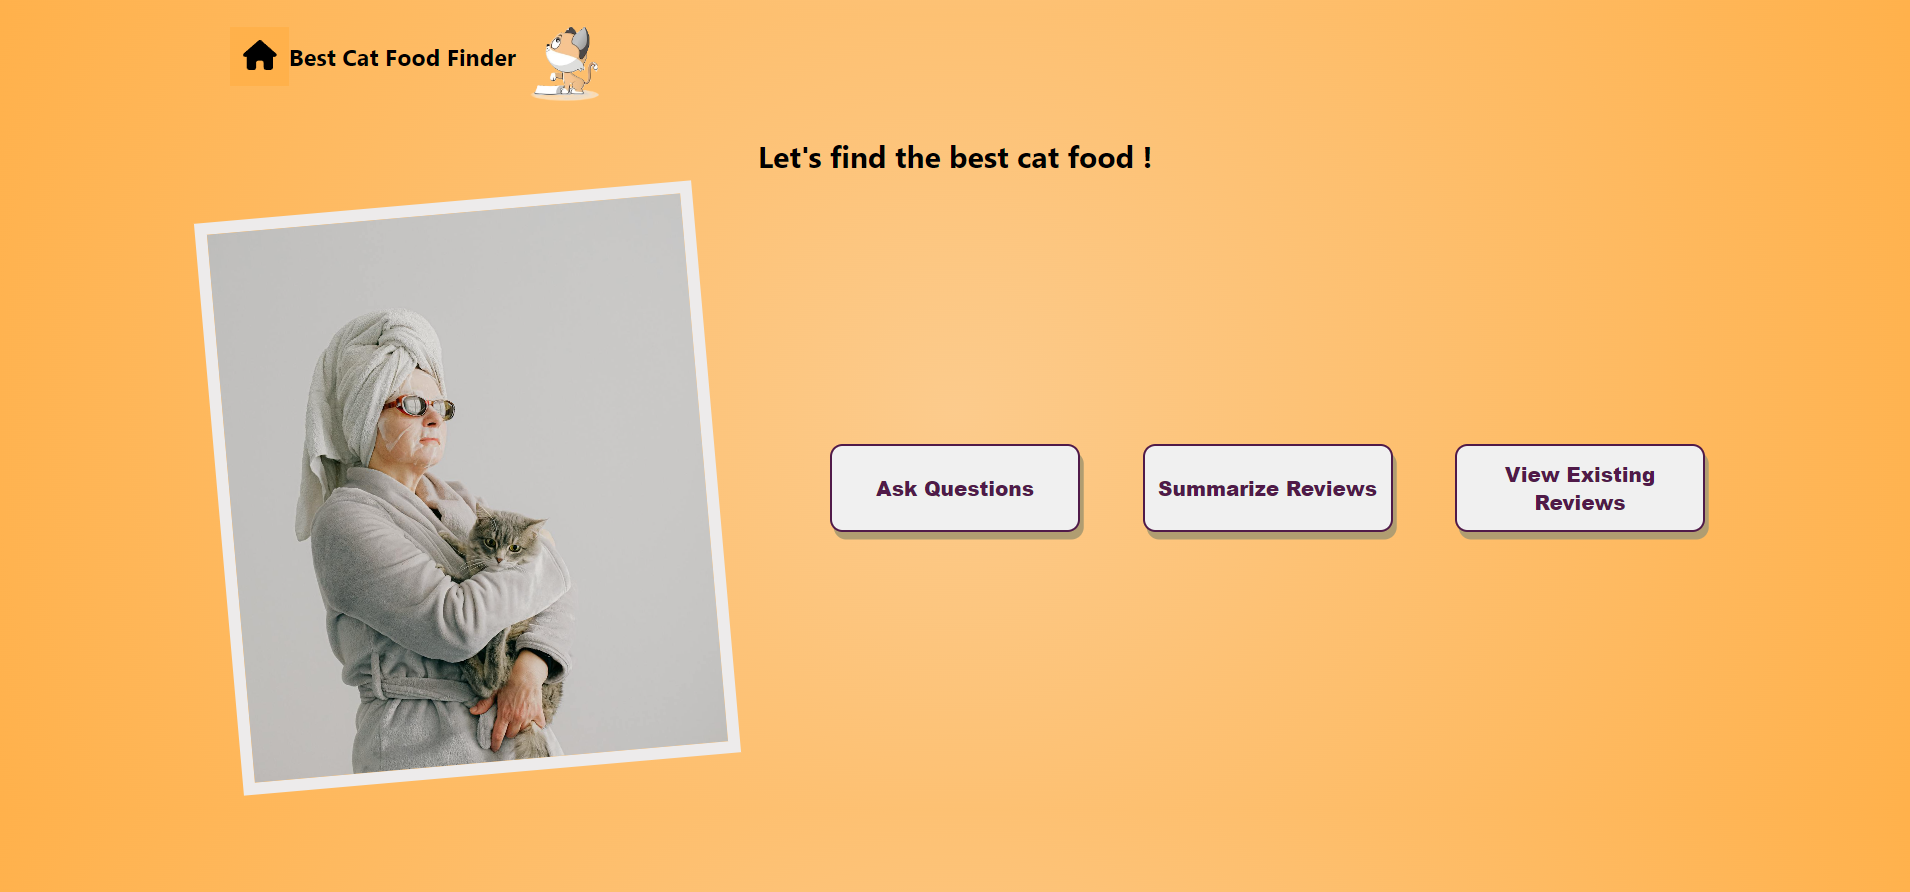 Best Cat Food Finder
Let's find the best cat food !
Ask Questions
Summarize Reviews
View Existing
Reviews